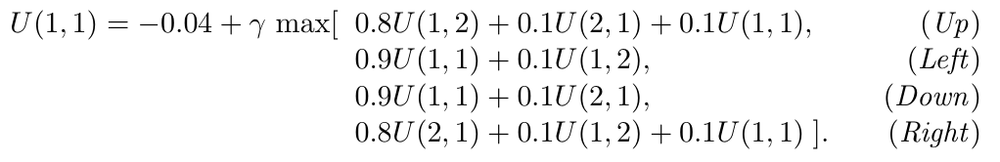 U(1,1) = −0.04 + γ max[ 0.8U(1,2) + 0.1U(2,1) + 0.1U(1,1), (Up)
0.9U(1,1) + 0.1U(1,2), (Left)
0.9U(1,1) + 0.1U(2,1), (Down)
0.8U(2,1) + 0.1U(1,2) + 0.1U(1,1) ]. (Right)